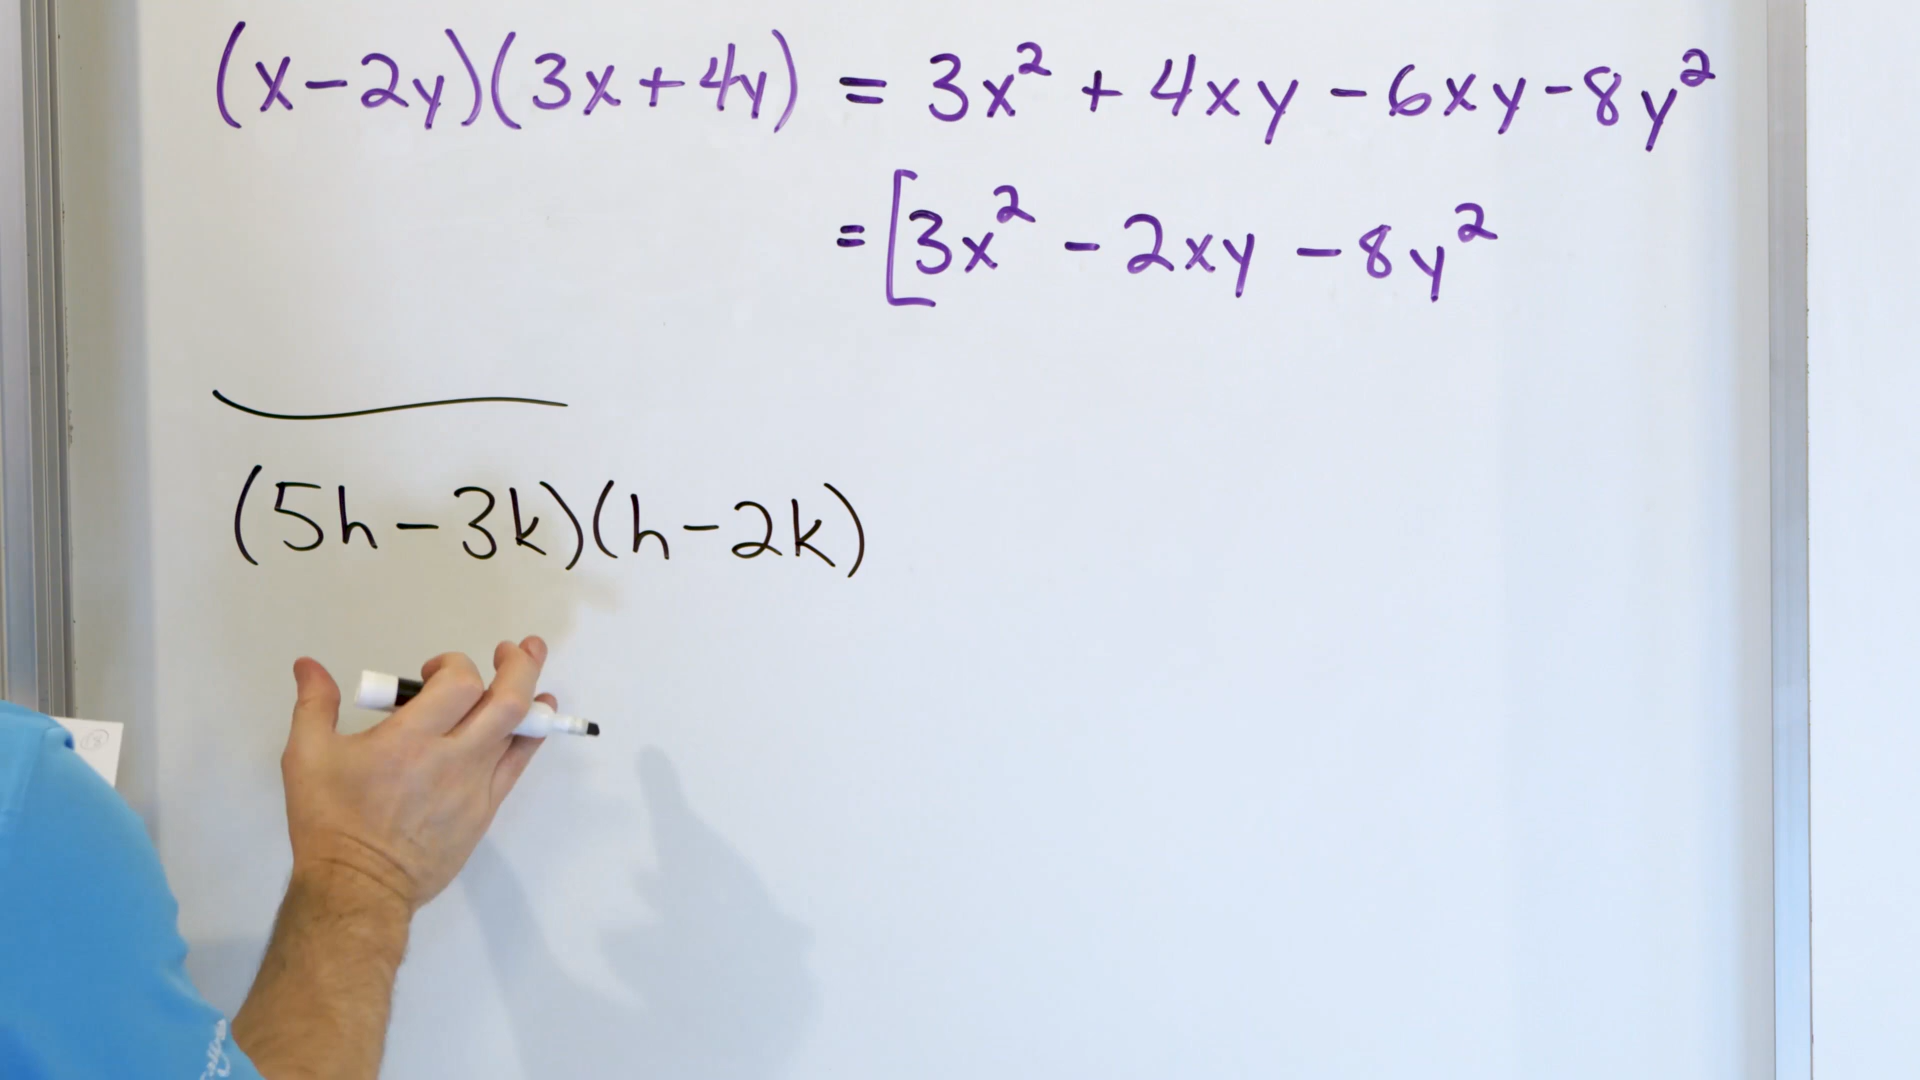 (x-2y)(3x+4y) = 3x² + 4xy - 6xy - 8y²
= [3x² - 2xy - 8y²
(5h-3k)(h-2k)